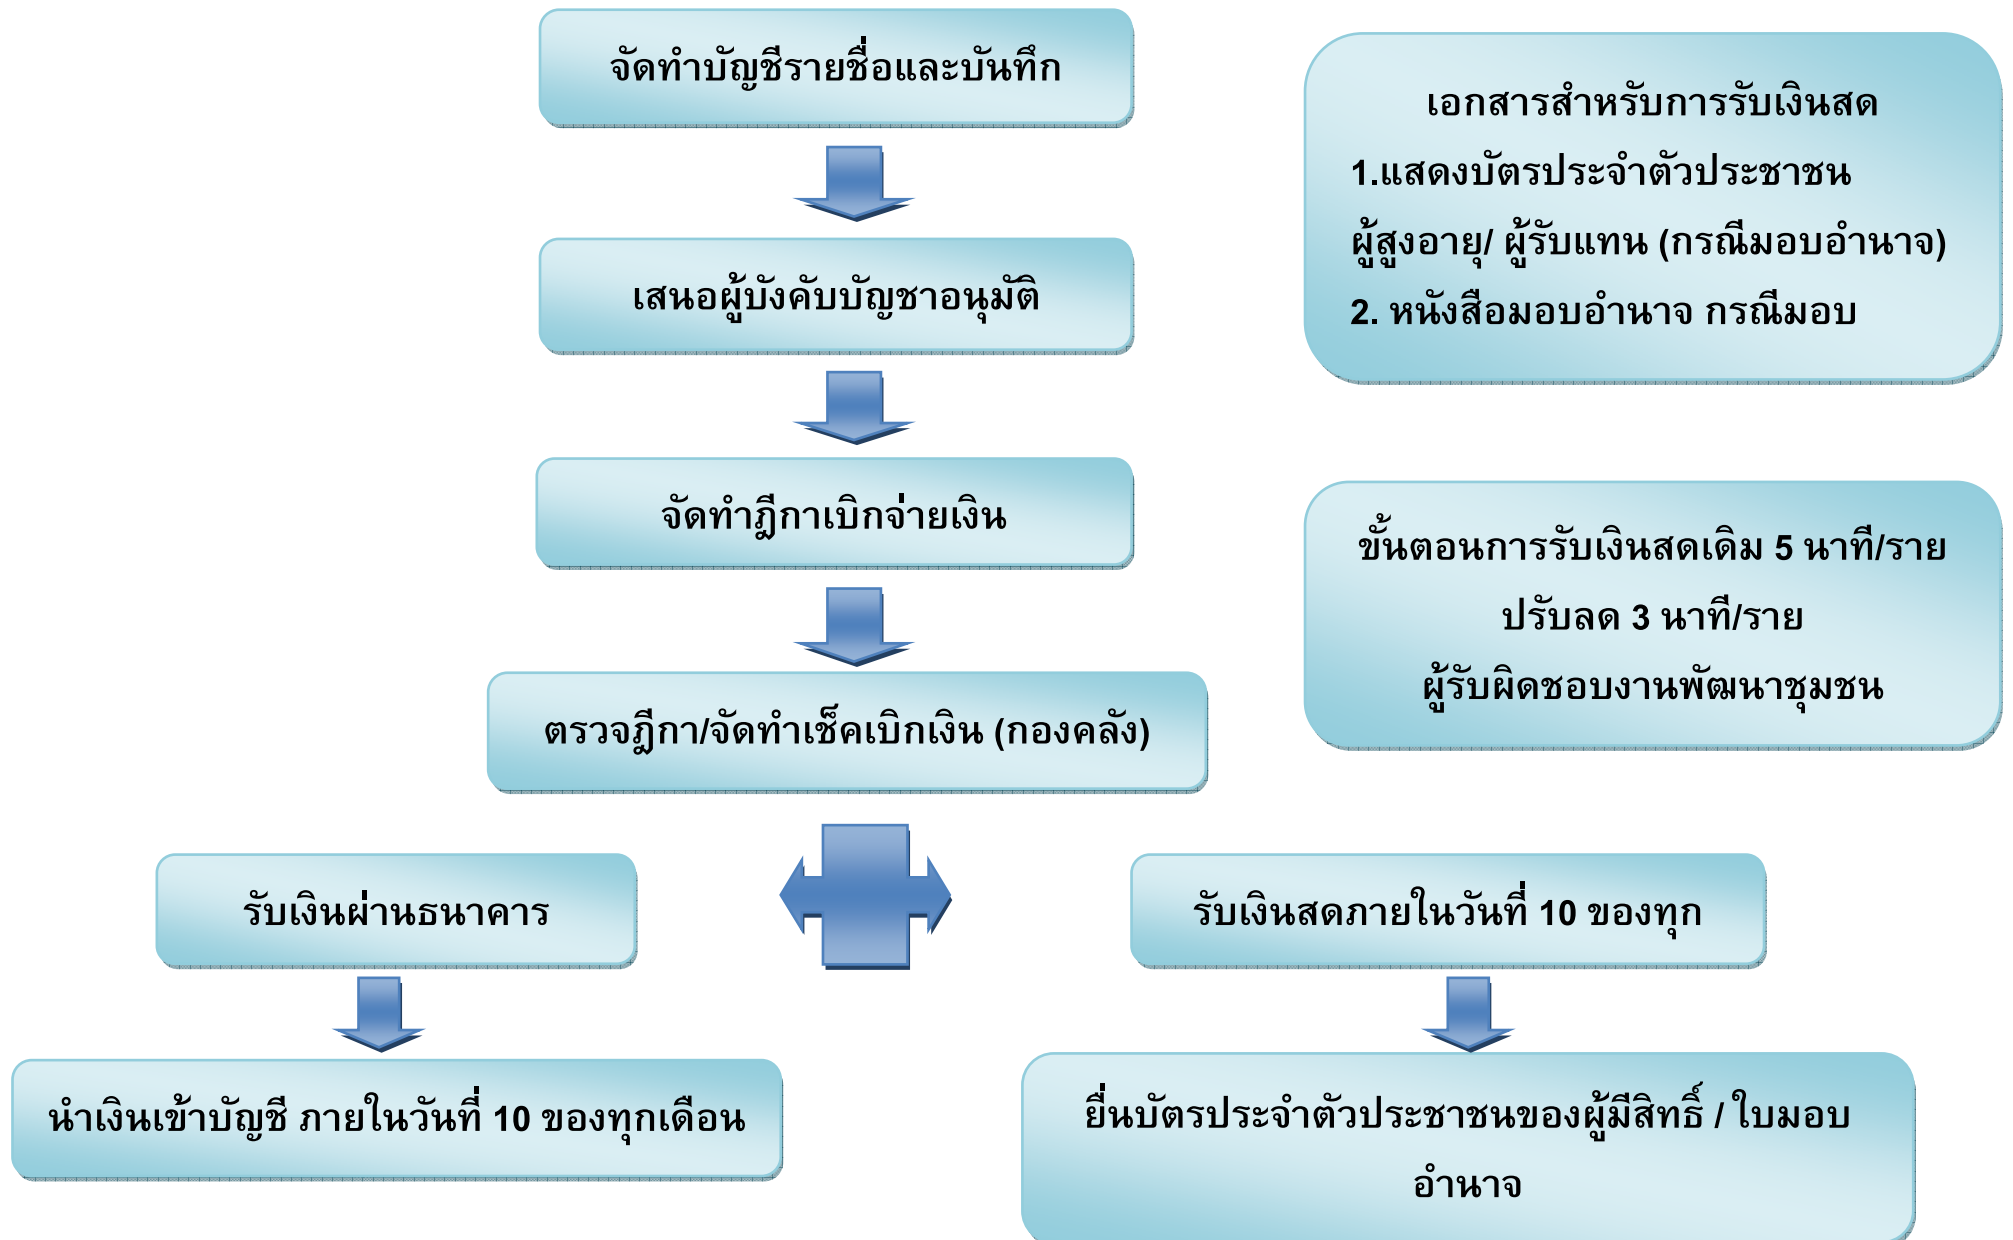 จัดทำบัญชีรายชื่อและบันทึก
เสนอผู้บังคับบัญชาอนุมัติ
จัดทำฎีกาเบิกจ่ายเงิน
ตรวจฎีกา/จัดทำเช็คเบิกเงิน (กองคลัง)
รับเงินผ่านธนาคาร
นำเงินเข้าบัญชี ภายในวันที่ 10 ของทุกเดือน
รับเงินสดภายในวันที่ 10 ของทุก
ยื่นบัตรประจำตัวประชาชนของผู้มีสิทธิ์ / ใบมอบ
อำนาจ
เอกสารสำหรับการรับเงินสด
1.แสดงบัตรประจำตัวประชาชน
ผู้สูงอายุ/ ผู้รับแทน (กรณีมอบอำนาจ)
2. หนังสือมอบอำนาจ กรณีมอบ
ขั้นตอนการรับเงินสดเดิม 5 นาที/ราย
ปรับลด 3 นาที/ราย
ผู้รับผิดชอบงานพัฒนาชุมชน